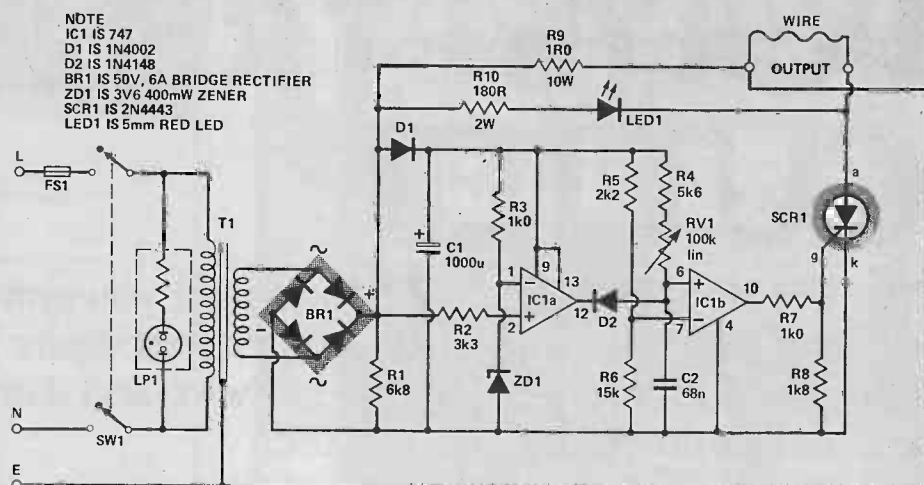 NOTE
IC1 IS 747
D1 IS 1N4002
D2 IS 1N4148
BR1 IS 50V, 6A BRIDGE RECTIFIER
ZD1 IS 3V6 400mW ZENER
SCR1 IS 2N4443
LED1 IS 5mm RED LED
WIRE
OUTPUT
R9
1R0
10W
R10
180R
2W
LED1
D1
L
FS1
T1
LP1
N
SW1
E
~
BR1
~
+
-
R1
6k8
+
C1
1000u
R2
3k3
R3
1k0
ZD1
1
2
9
13
12
-
+
IC1a
D2
R5
2k2
R6
15k
R4
5k6
RV1
100k
lin
6
7
4
10
+
-
IC1b
C2
68n
R7
1k0
R8
1k8
SCR1
a
g
k